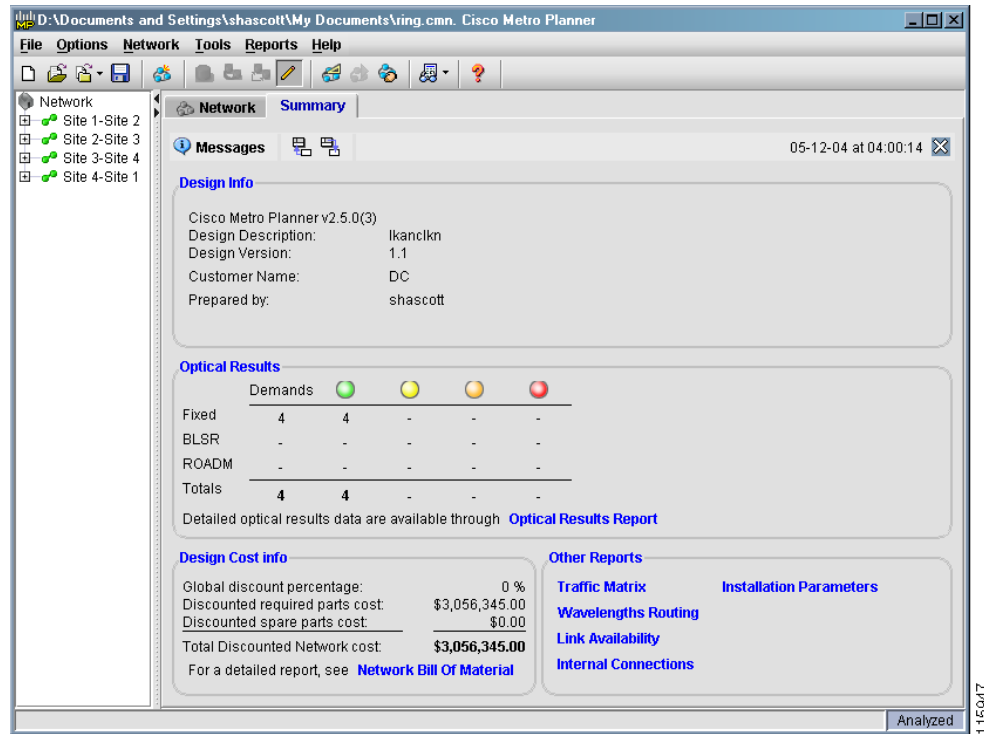 D:\Documents and Settings\shascott\My Documents\ring.cmn. Cisco Metro Planner
File Options Network Tools Reports Help
Network
Site 1-Site 2
Site 2-Site 3
Site 3-Site 4
Site 4-Site 1
Network Summary
Messages 05-12-04 at 04:00:14
Design Info
Cisco Metro Planner v2.5.0(3)
Design Description: lkanclkn
Design Version: 1.1
Customer Name: DC
Prepared by: shascott
Optical Results
Demands
Fixed 4 4 - - -
BLSR - - - - -
ROADM - - - - -
Totals 4 4 - - -
Detailed optical results data are available through Optical Results Report
Design Cost info
Global discount percentage: 0 %
Discounted required parts cost: $3,056,345.00
Discounted spare parts cost: $0.00
Total Discounted Network cost: $3,056,345.00
For a detailed report, see Network Bill Of Material
Other Reports
Traffic Matrix Installation Parameters
Wavelengths Routing
Link Availability
Internal Connections
Analyzed
115947